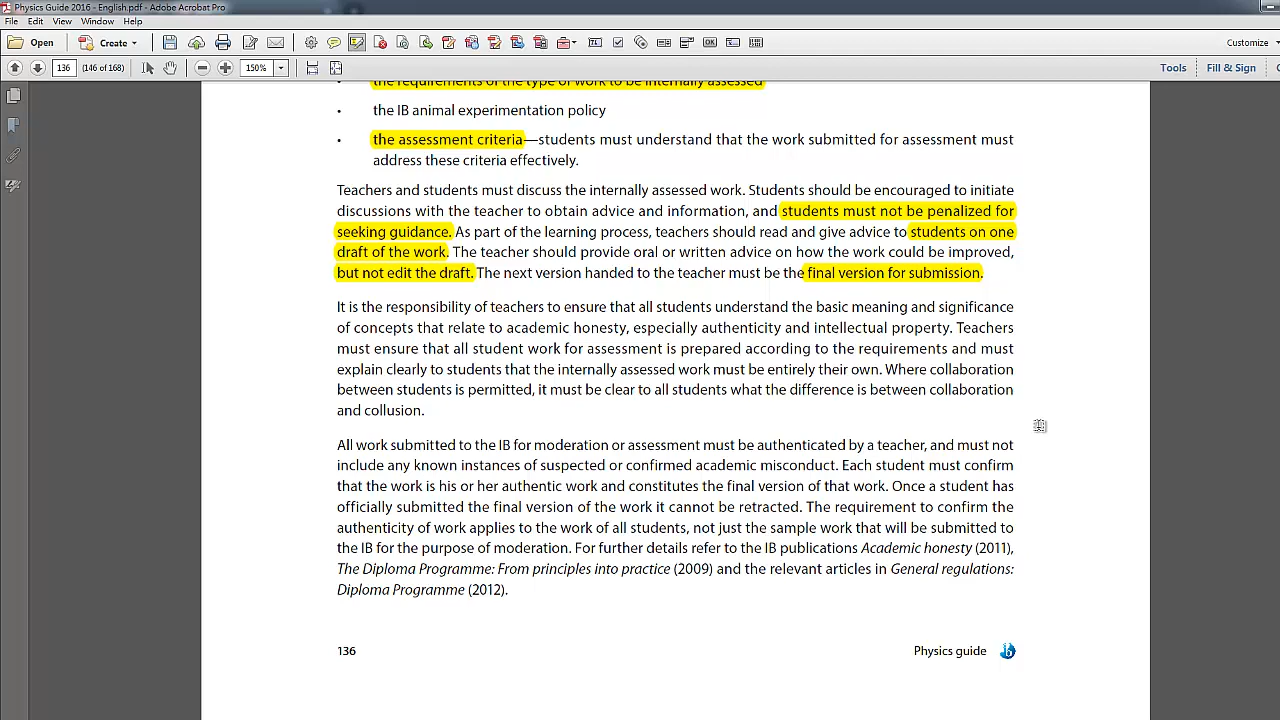 Physics Guide 2016 - English.pdf - Adobe Acrobat Pro
File Edit View Window Help
Open Create Customize
136 (146 of 168) 150% Tools Fill & Sign
the requirements of the type of work to be internally assessed
• the IB animal experimentation policy
• the assessment criteria—students must understand that the work submitted for assessment must
address these criteria effectively.
Teachers and students must discuss the internally assessed work. Students should be encouraged to initiate
discussions with the teacher to obtain advice and information, and students must not be penalized for
seeking guidance. As part of the learning process, teachers should read and give advice to students on one
draft of the work. The teacher should provide oral or written advice on how the work could be improved,
but not edit the draft. The next version handed to the teacher must be the final version for submission.
It is the responsibility of teachers to ensure that all students understand the basic meaning and significance
of concepts that relate to academic honesty, especially authenticity and intellectual property. Teachers
must ensure that all student work for assessment is prepared according to the requirements and must
explain clearly to students that the internally assessed work must be entirely their own. Where collaboration
between students is permitted, it must be clear to all students what the difference is between collaboration
and collusion.
All work submitted to the IB for moderation or assessment must be authenticated by a teacher, and must not
include any known instances of suspected or confirmed academic misconduct. Each student must confirm
that the work is his or her authentic work and constitutes the final version of that work. Once a student has
officially submitted the final version of the work it cannot be retracted. The requirement to confirm the
authenticity of work applies to the work of all students, not just the sample work that will be submitted to
the IB for the purpose of moderation. For further details refer to the IB publications Academic honesty (2011),
The Diploma Programme: From principles into practice (2009) and the relevant articles in General regulations:
Diploma Programme (2012).
136 Physics guide